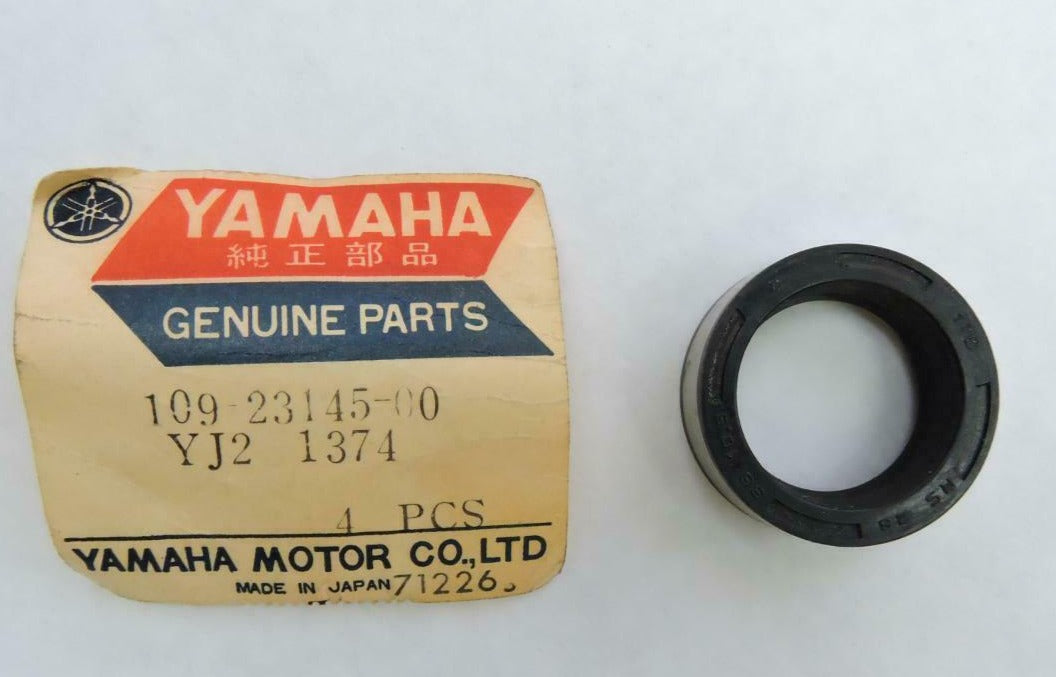 YAMAHA
純正部品
GENUINE PARTS
109-23145-00
YJ2 1374
4 PCS
YAMAHA MOTOR CO.,LTD
MADE IN JAPAN